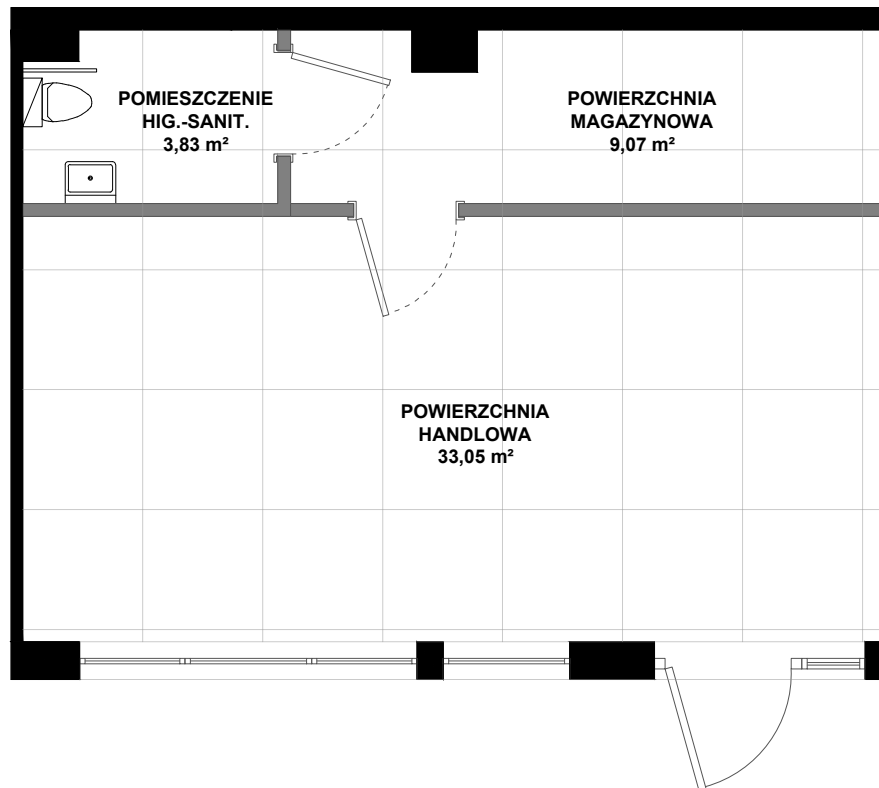 POMIESZCZENIE
HIG.-SANIT.
3,83 m²
POWIERZCHNIA
MAGAZYNOWA
9,07 m²
POWIERZCHNIA
HANDLOWA
33,05 m²